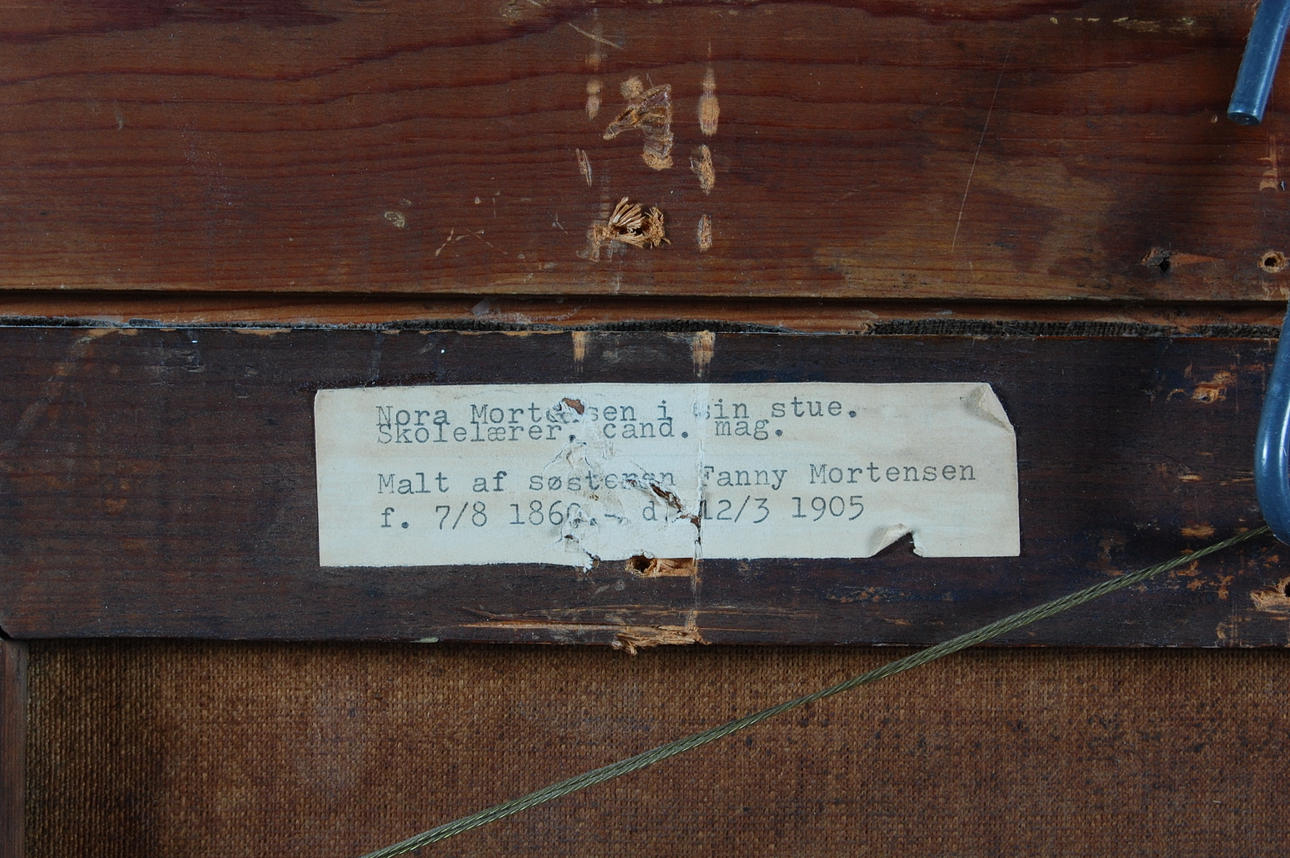 Nora Mortensen i sin stue.
Skolelærer, cand. mag.
Malt af søsteren Fanny Mortensen
f. 7/8 1860.- d. 12/3 1905